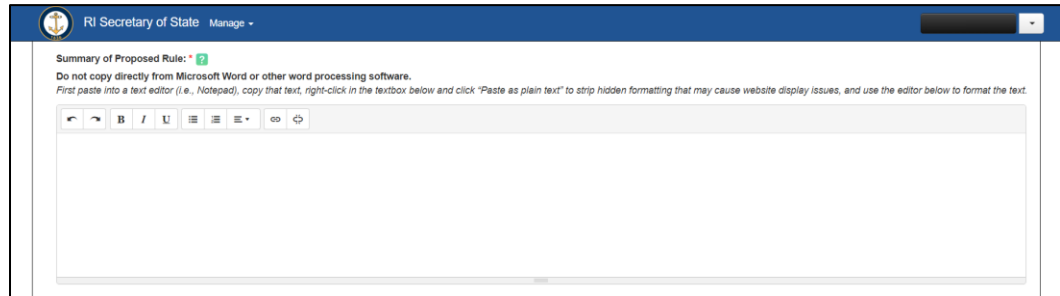 RI Secretary of State Manage
Summary of Proposed Rule: * ?
Do not copy directly from Microsoft Word or other word processing software.
First paste into a text editor (i.e., Notepad), copy that text, right-click in the textbox below and click “Paste as plain text” to strip hidden formatting that may cause website display issues, and use the editor below to format the text.
B I U